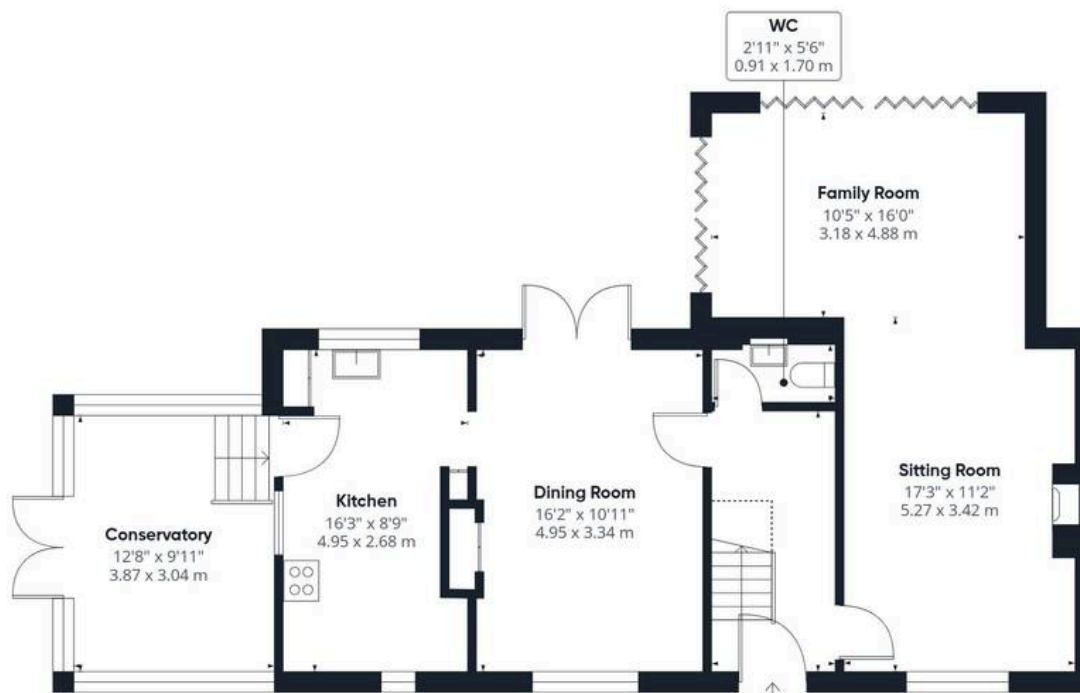 WC
2'11" x 5'6"
0.91 x 1.70 m
Family Room
10'5" x 16'0"
3.18 x 4.88 m
Sitting Room
17'3" x 11'2"
5.27 x 3.42 m
Dining Room
16'2" x 10'11"
4.95 x 3.34 m
Kitchen
16'3" x 8'9"
4.95 x 2.68 m
Conservatory
12'8" x 9'11"
3.87 x 3.04 m